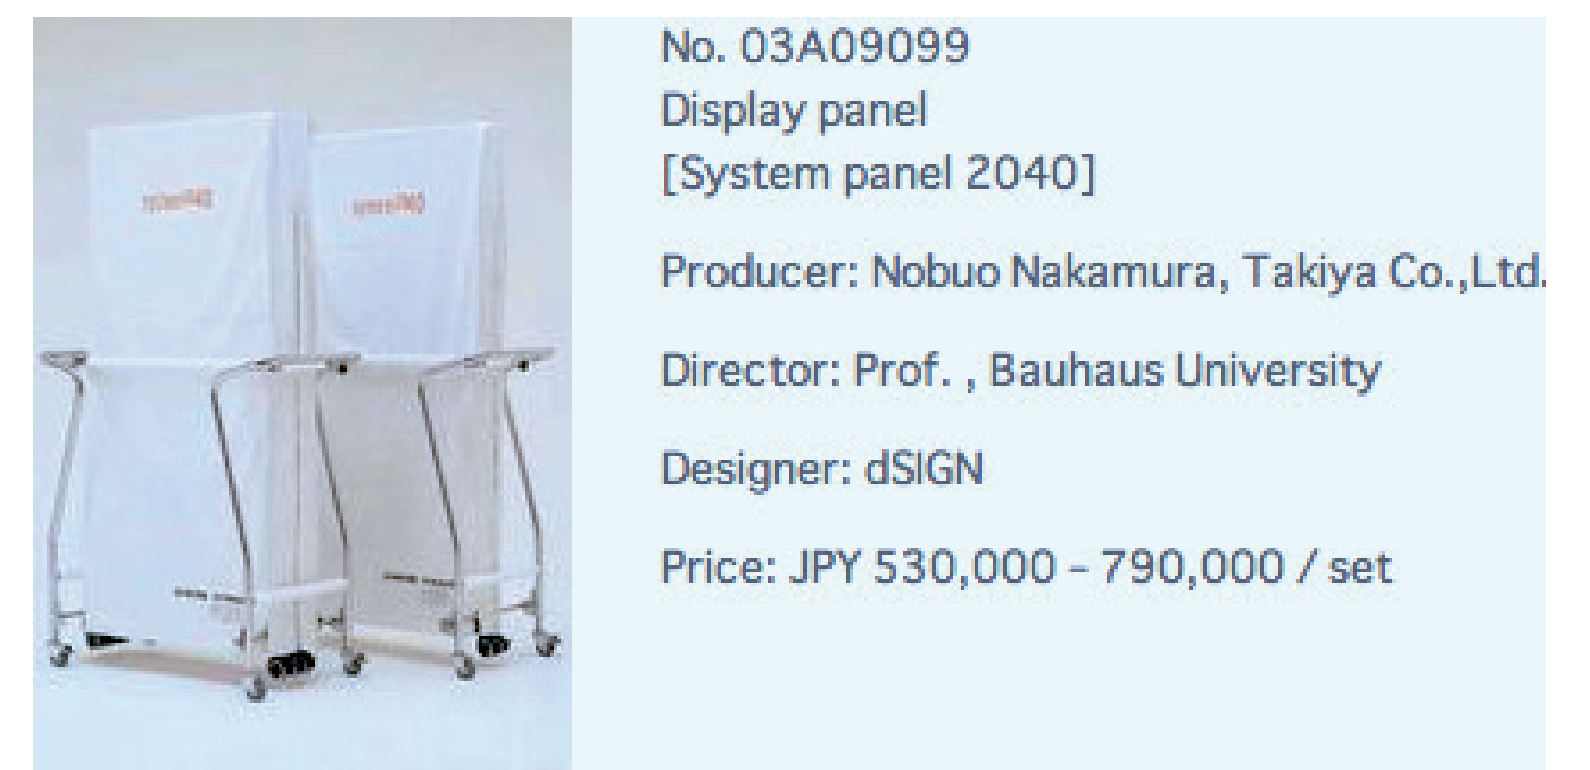 No. 03A09099
Display panel
[System panel 2040]
Producer: Nobuo Nakamura, Takiya Co.,Ltd.
Director: Prof. , Bauhaus University
Designer: dSIGN
Price: JPY 530,000 – 790,000 / set